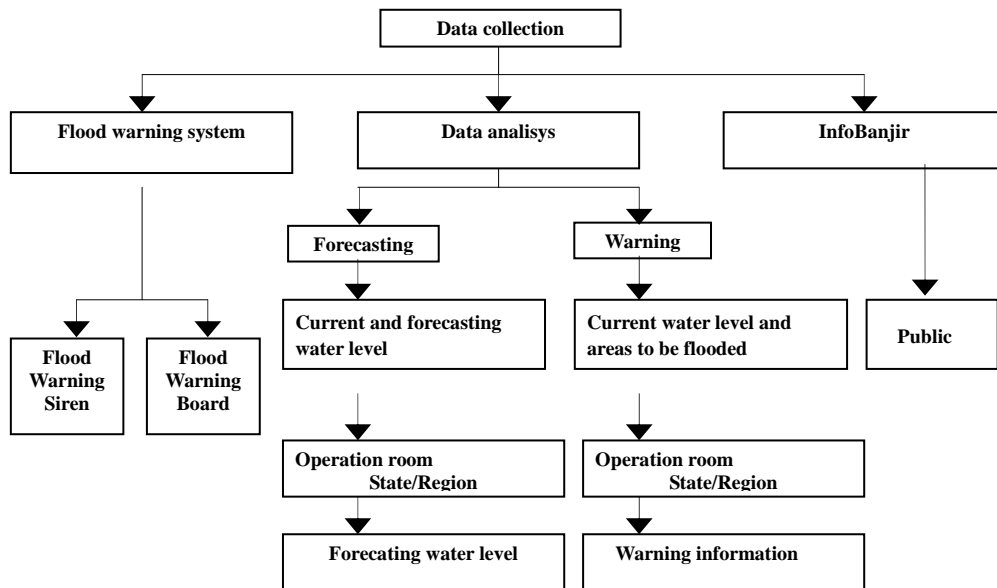 Data collection
Flood warning system
Data analisys
InfoBanjir
Forecasting
Warning
Current and forecasting
water level
Current water level and
areas to be flooded
Public
Flood
Warning
Siren
Flood
Warning
Board
Operation room
State/Region
Operation room
State/Region
Forecating water level
Warning information